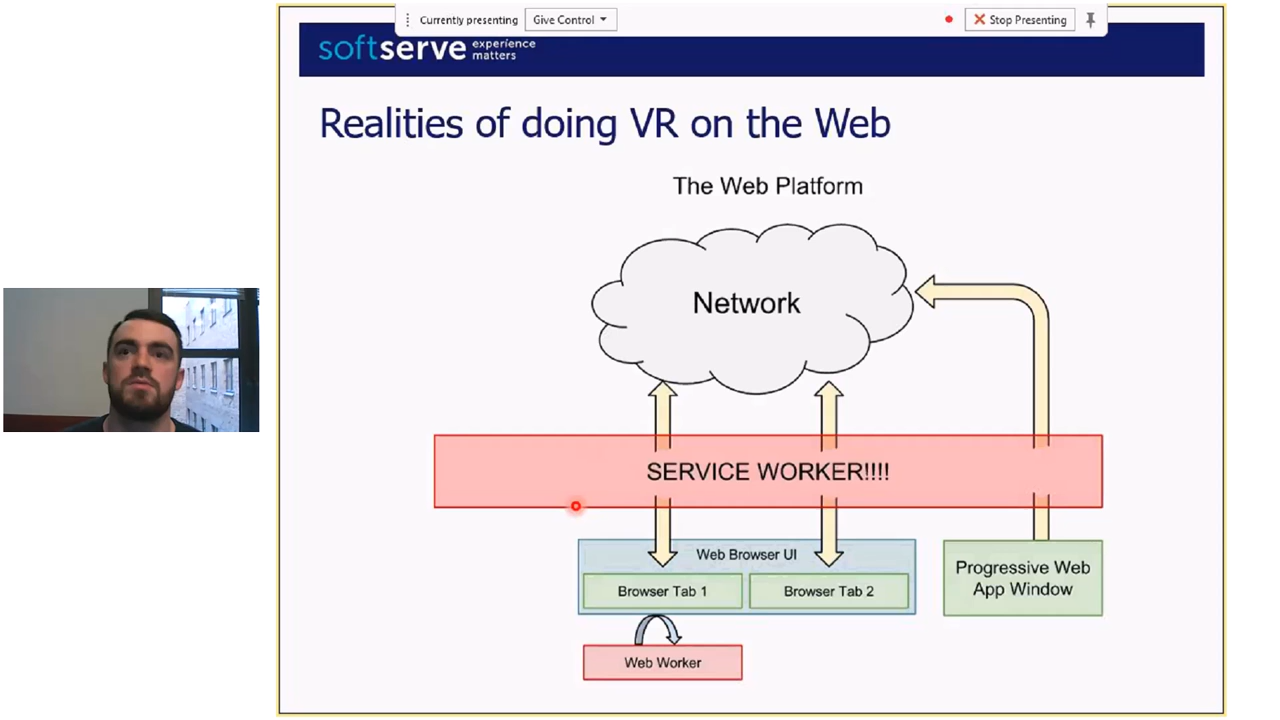 Currently presenting
Give Control
Stop Presenting
softserve experience
matters
Realities of doing VR on the Web
The Web Platform
Network
SERVICE WORKER!!!!
Web Browser UI
Browser Tab 1
Browser Tab 2
Progressive Web
App Window
Web Worker